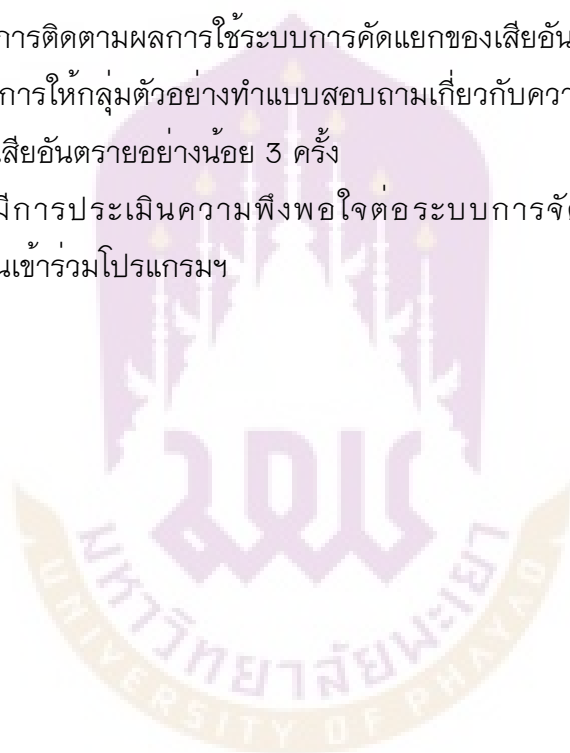 การติดตามผลการใช้ระบบการคัดแยกของเสียอัน
การให้กลุ่มตัวอย่างทำแบบสอบถามเกี่ยวกับควา
เสียอันตรายอย่างน้อย 3 ครั้ง
มีการประเมินความพึงพอใจต่อระบบการจัด
นเข้าร่วมโปรแกรมฯ
มพ
มหาวิทยาลัยพะเยา
UNIVERSITY OF PHAYAO